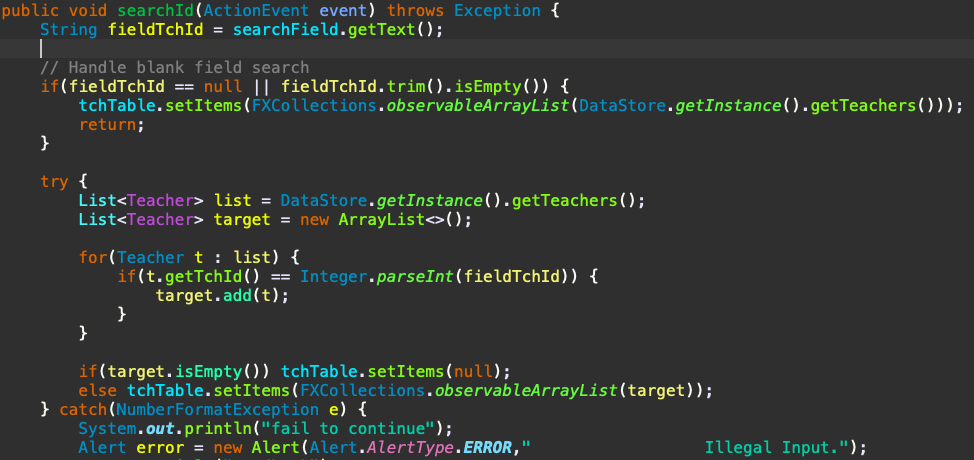 public void searchId(ActionEvent event) throws Exception {
    String fieldTchId = searchField.getText();
    // Handle blank field search
    if(fieldTchId == null || fieldTchId.trim().isEmpty()) {
        tchTable.setItems(FXCollections.observableArrayList(DataStore.getInstance().getTeachers()));
        return;
    }
    try {
        List<Teacher> list = DataStore.getInstance().getTeachers();
        List<Teacher> target = new ArrayList<>();
        for(Teacher t : list) {
            if(t.getTchId() == Integer.parseInt(fieldTchId)) {
                target.add(t);
            }
        }
        if(target.isEmpty()) tchTable.setItems(null);
        else tchTable.setItems(FXCollections.observableArrayList(target));
    } catch(NumberFormatException e) {
        System.out.println("fail to continue");
        Alert error = new Alert(Alert.AlertType.ERROR,"                  Illegal Input.");